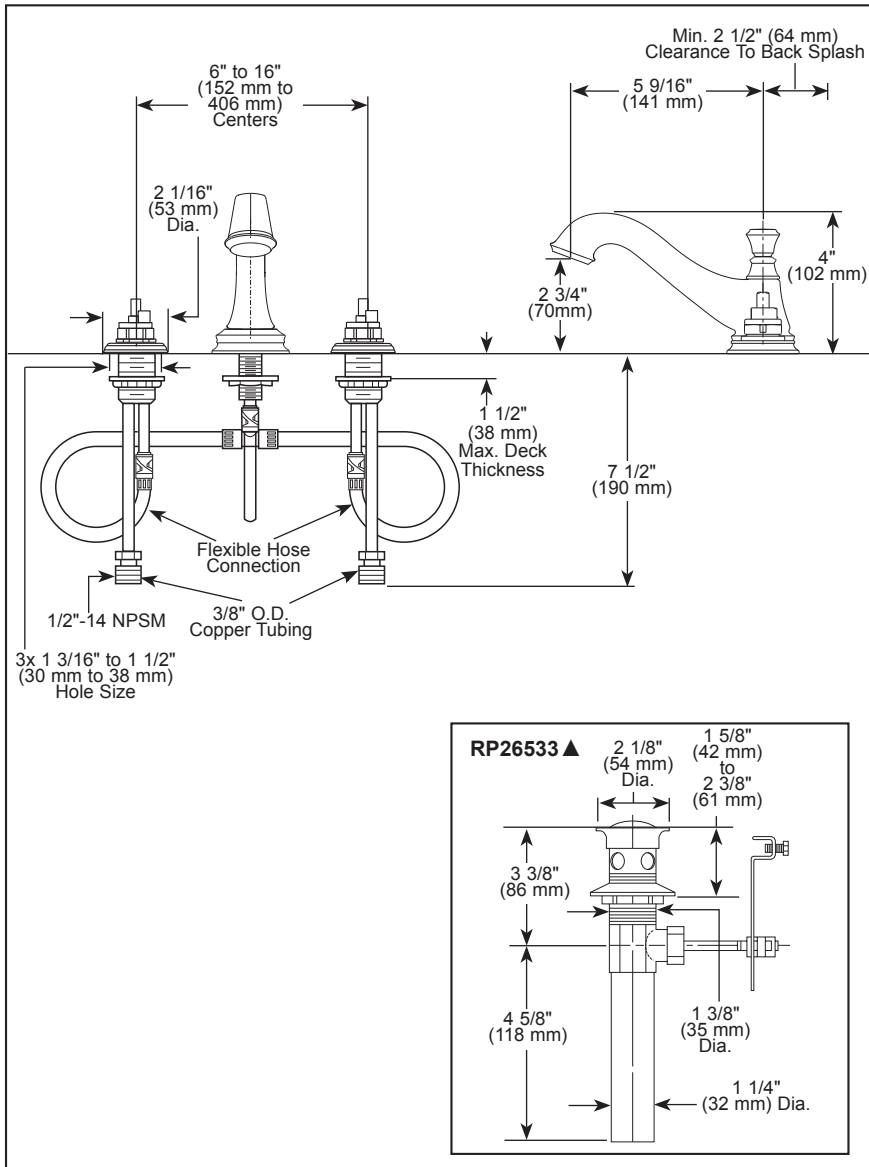 6" to 16"
(152 mm to
406 mm)
Centers
Min. 2 1/2" (64 mm)
Clearance To Back Splash
5 9/16"
(141 mm)
2 1/16"
(53 mm)
Dia.
4"
(102 mm)
2 3/4"
(70mm)
1 1/2"
(38 mm)
Max. Deck
Thickness
7 1/2"
(190 mm)
Flexible Hose
Connection
1/2"-14 NPSM
3/8" O.D.
Copper Tubing
3x 1 3/16" to 1 1/2"
(30 mm to 38 mm)
Hole Size
RP26533▲
2 1/8"
(54 mm)
Dia.
1 5/8"
(42 mm)
to
2 3/8"
(61 mm)
3 3/8"
(86 mm)
4 5/8"
(118 mm)
1 3/8"
(35 mm)
Dia.
1 1/4"
(32 mm) Dia.